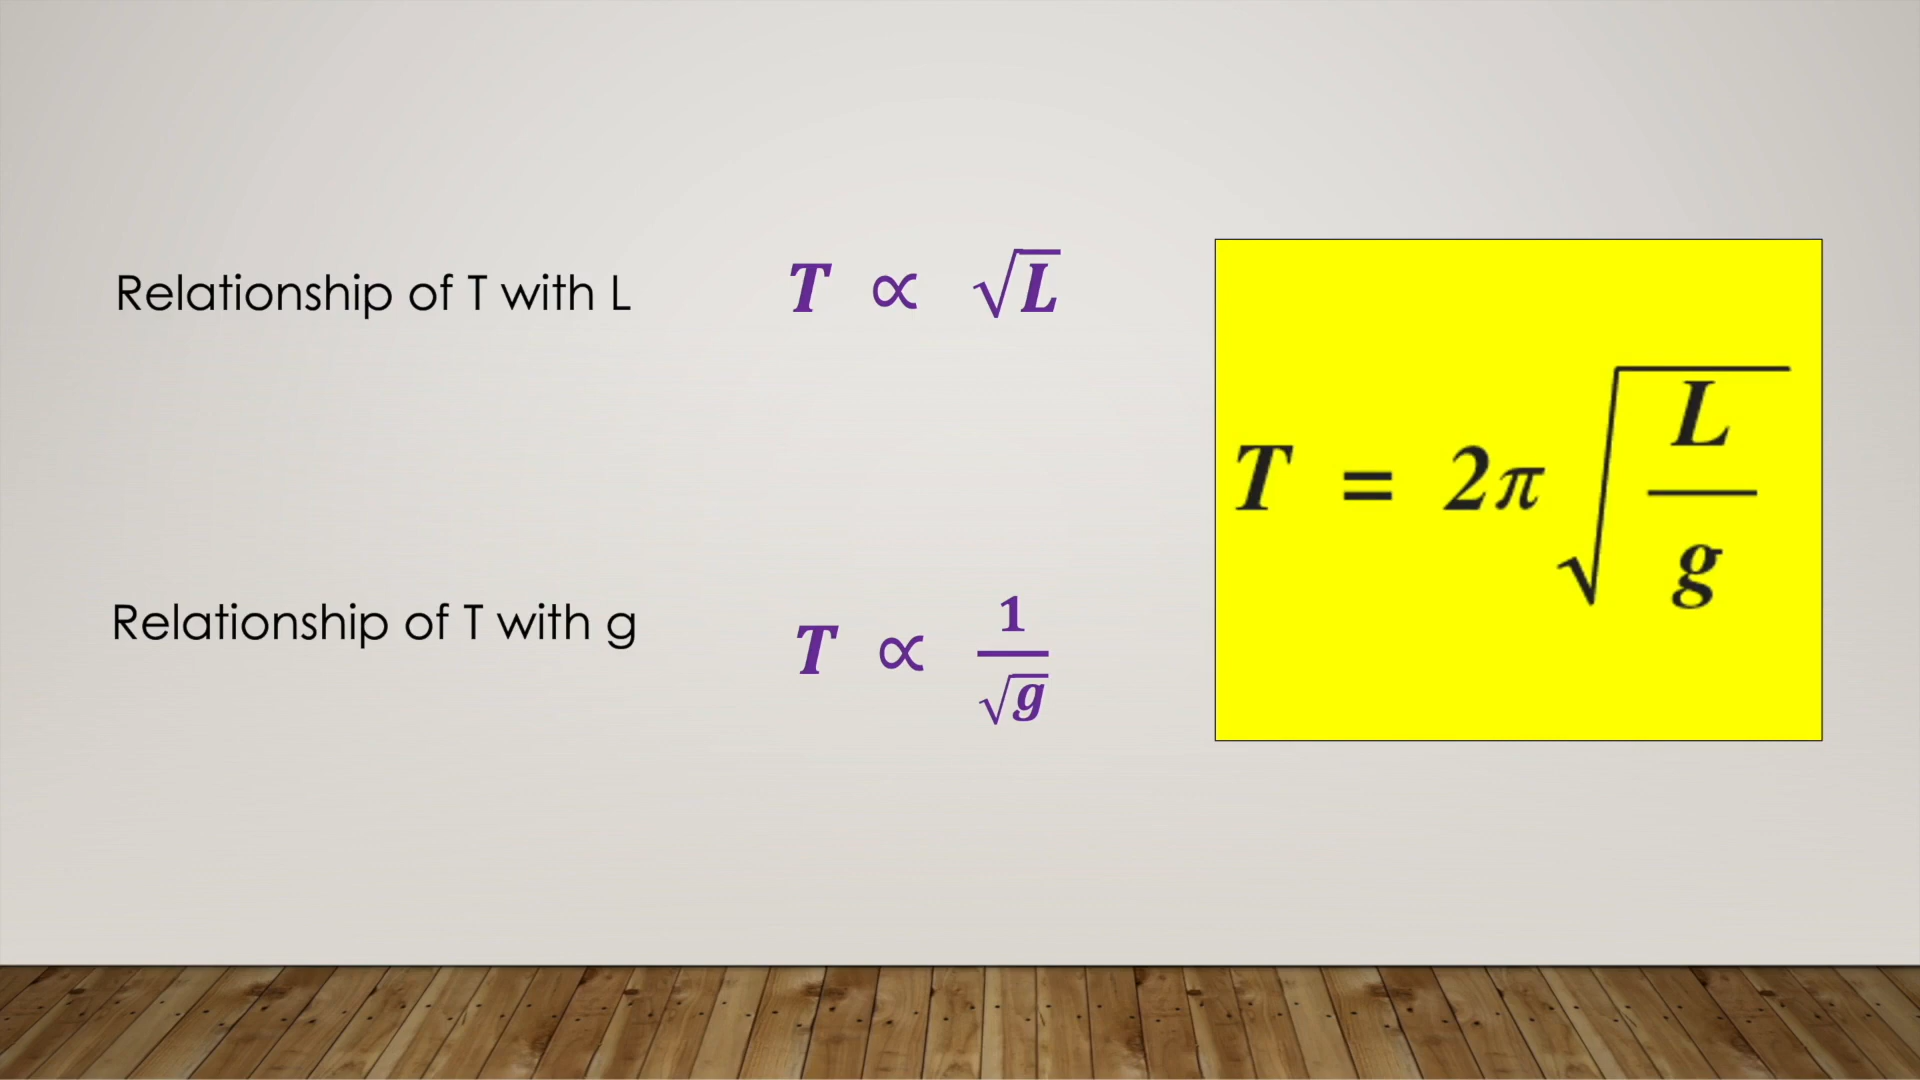 Relationship of T with L
T ∝ √L
T = 2π √(L/g)
Relationship of T with g
T ∝ 1/√g